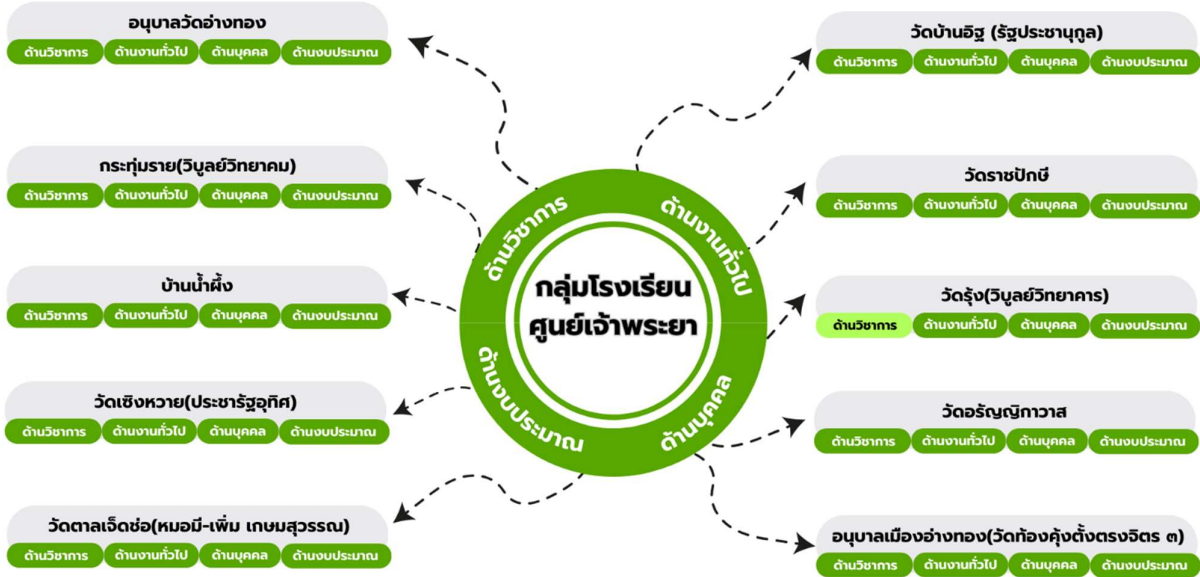 อนุบาลวัดอ่างทอง
ด้านวิชาการ ด้านงานทั่วไป ด้านบุคคล ด้านงบประมาณ
กระทุ่มราย(วิบูลย์วิทยาคม)
ด้านวิชาการ ด้านงานทั่วไป ด้านบุคคล ด้านงบประมาณ
บ้านน้ำผึ้ง
ด้านวิชาการ ด้านงานทั่วไป ด้านบุคคล ด้านงบประมาณ
วัดเชิงหวาย(ประชารัฐอุทิศ)
ด้านวิชาการ ด้านงานทั่วไป ด้านบุคคล ด้านงบประมาณ
วัดตาลเจ็ดช่อ(หมอมี-เพิ่ม เกษมสุวรรณ)
ด้านวิชาการ ด้านงานทั่วไป ด้านบุคคล ด้านงบประมาณ
ด้านวิชาการ
ด้านงานทั่วไป
กลุ่มโรงเรียน
ศูนย์เจ้าพระยา
ด้านงบประมาณ
ด้านบุคคล
วัดบ้านอิฐ (รัฐประชานุกูล)
ด้านวิชาการ ด้านงานทั่วไป ด้านบุคคล ด้านงบประมาณ
วัดราชปักษี
ด้านวิชาการ ด้านงานทั่วไป ด้านบุคคล ด้านงบประมาณ
วัดรุ้ง(วิบูลย์วิทยาคาร)
ด้านวิชาการ ด้านงานทั่วไป ด้านบุคคล ด้านงบประมาณ
วัดอรัญญิกาวาส
ด้านวิชาการ ด้านงานทั่วไป ด้านบุคคล ด้านงบประมาณ
อนุบาลเมืองอ่างทอง(วัดท้องคุ้งตั้งตรงจิตร ๓)
ด้านวิชาการ ด้านงานทั่วไป ด้านบุคคล ด้านงบประมาณ